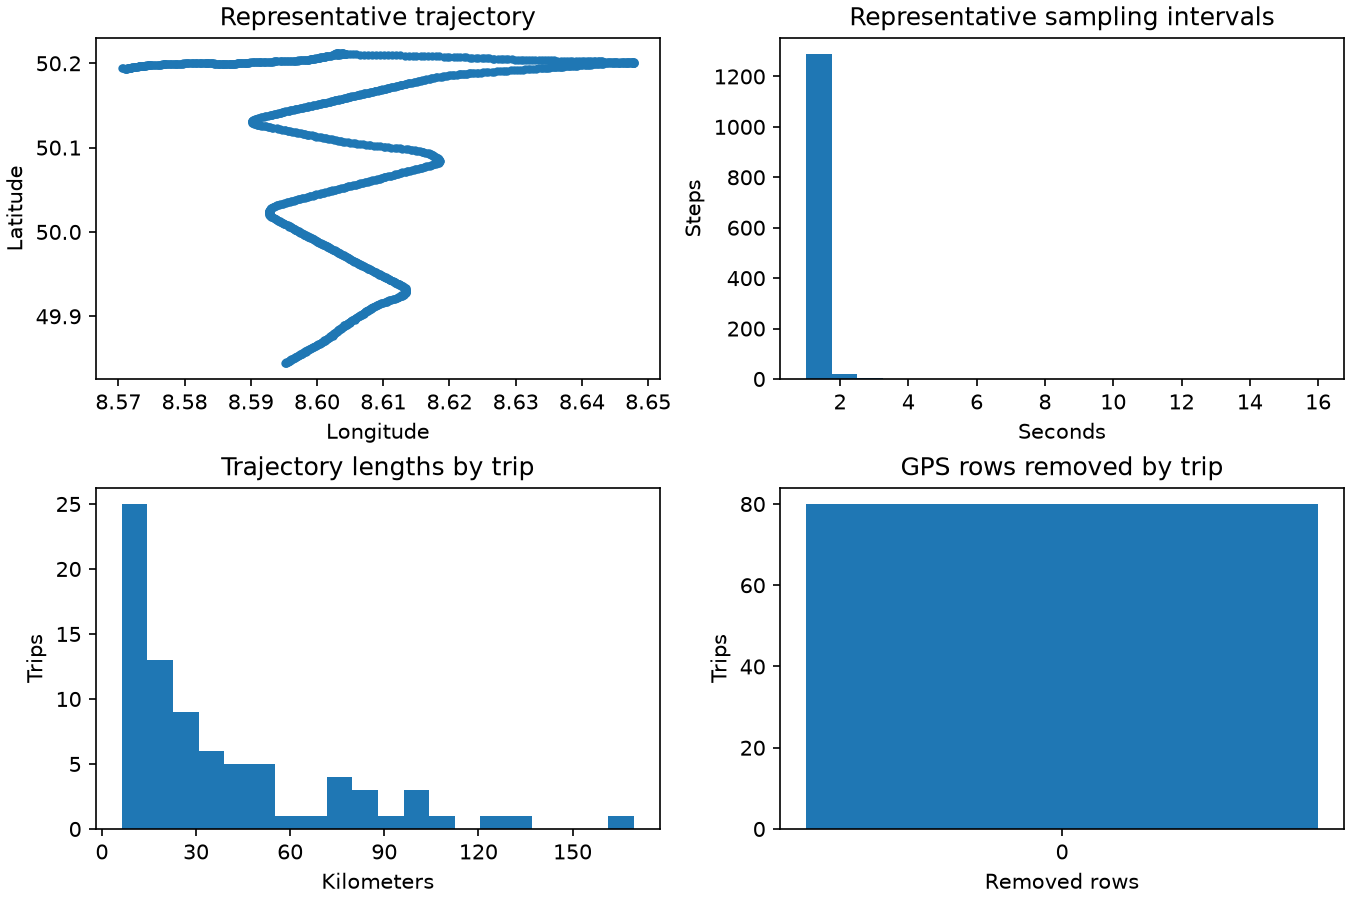 Representative trajectory
Representative sampling intervals
50.2
50.1
50.0
49.9
Latitude
8.57 8.58 8.59 8.60 8.61 8.62 8.63 8.64 8.65
Longitude
1200
1000
800
600
400
200
0
Steps
2 4 6 8 10 12 14 16
Seconds
Trajectory lengths by trip
GPS rows removed by trip
25
20
15
10
5
0
Trips
0 30 60 90 120 150
Kilometers
80
60
40
20
0
Trips
0
Removed rows